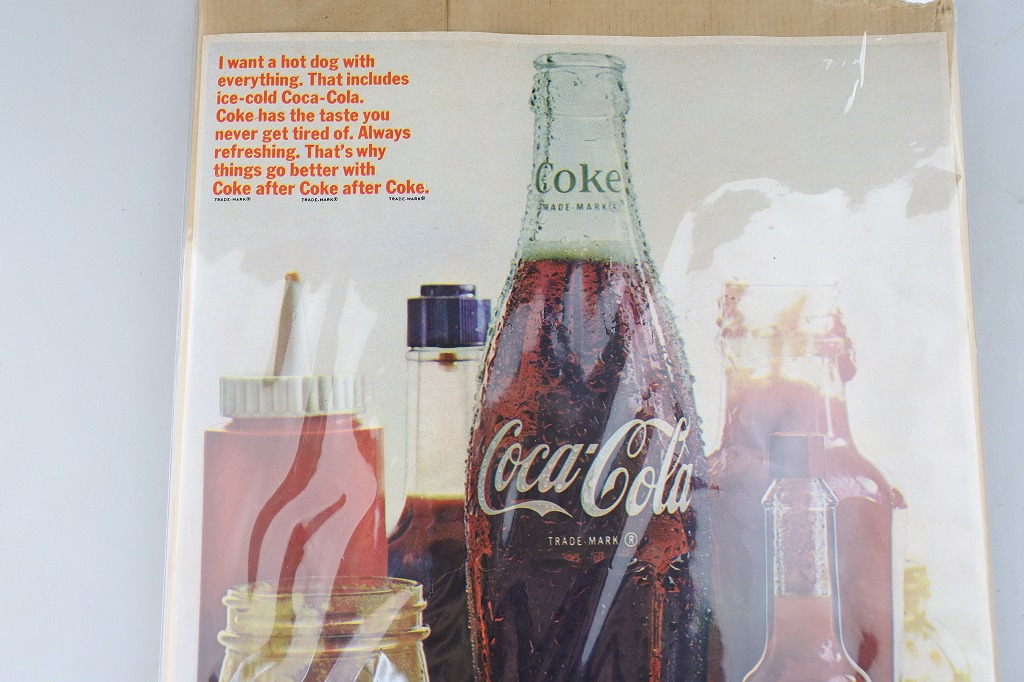 I want a hot dog with
everything. That includes
ice-cold Coca-Cola.
Coke has the taste you
never get tired of. Always
refreshing. That's why
things go better with
Coke after Coke after Coke.
TRADE-MARK® TRADE-MARK® TRADE-MARK®
Coke
TRADE-MARK®
Coca-Cola
TRADE-MARK ®